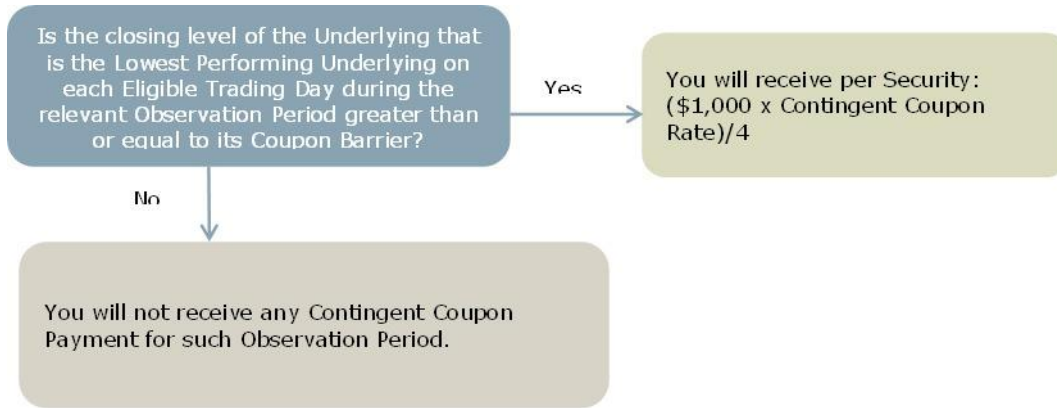 Is the closing level of the Underlying that
is the Lowest Performing Underlying on
each Eligible Trading Day during the
relevant Observation Period greater than
or equal to its Coupon Barrier?
Yes
You will receive per Security:
($1,000 x Contingent Coupon
Rate)/4
No
You will not receive any Contingent Coupon
Payment for such Observation Period.